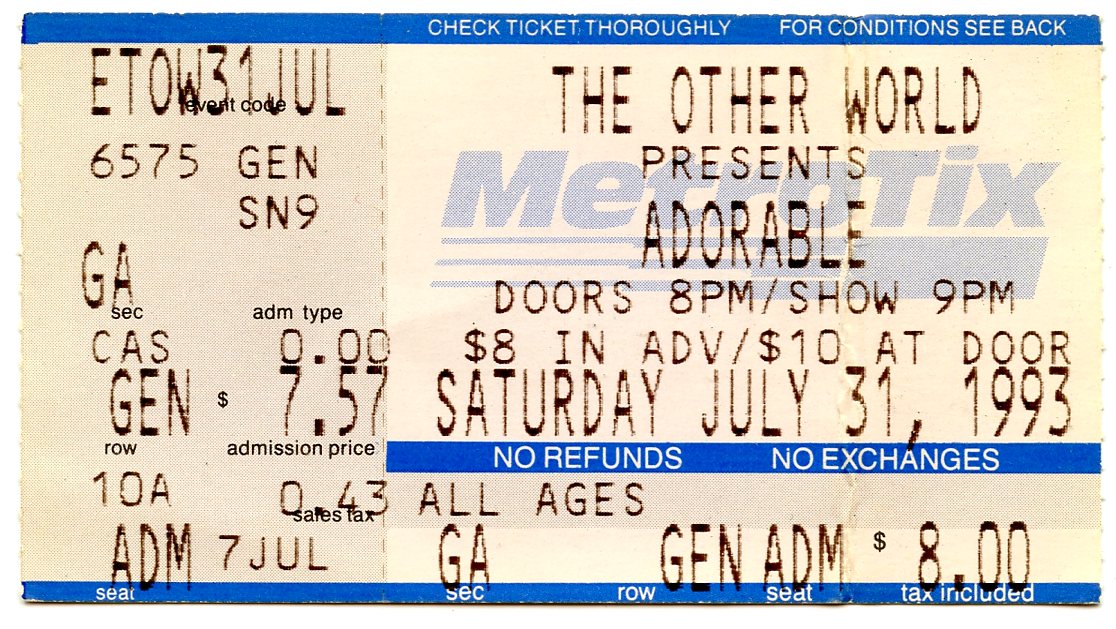 CHECK TICKET THOROUGHLY FOR CONDITIONS SEE BACK
ETOW31JUL
event code
6575 GEN
SN9
GA
sec adm type
CAS 0.00
GEN $ 7.57
row admission price
10A 0.43
sales tax
ADM 7JUL
seat
THE OTHER WORLD
PRESENTS
MetroTix
ADORABLE
DOORS 8PM/SHOW 9PM
$8 IN ADV/$10 AT DOOR
SATURDAY JULY 31, 1993
NO REFUNDS NO EXCHANGES
ALL AGES
GA GEN ADM $ 8.00
sec row seat tax included